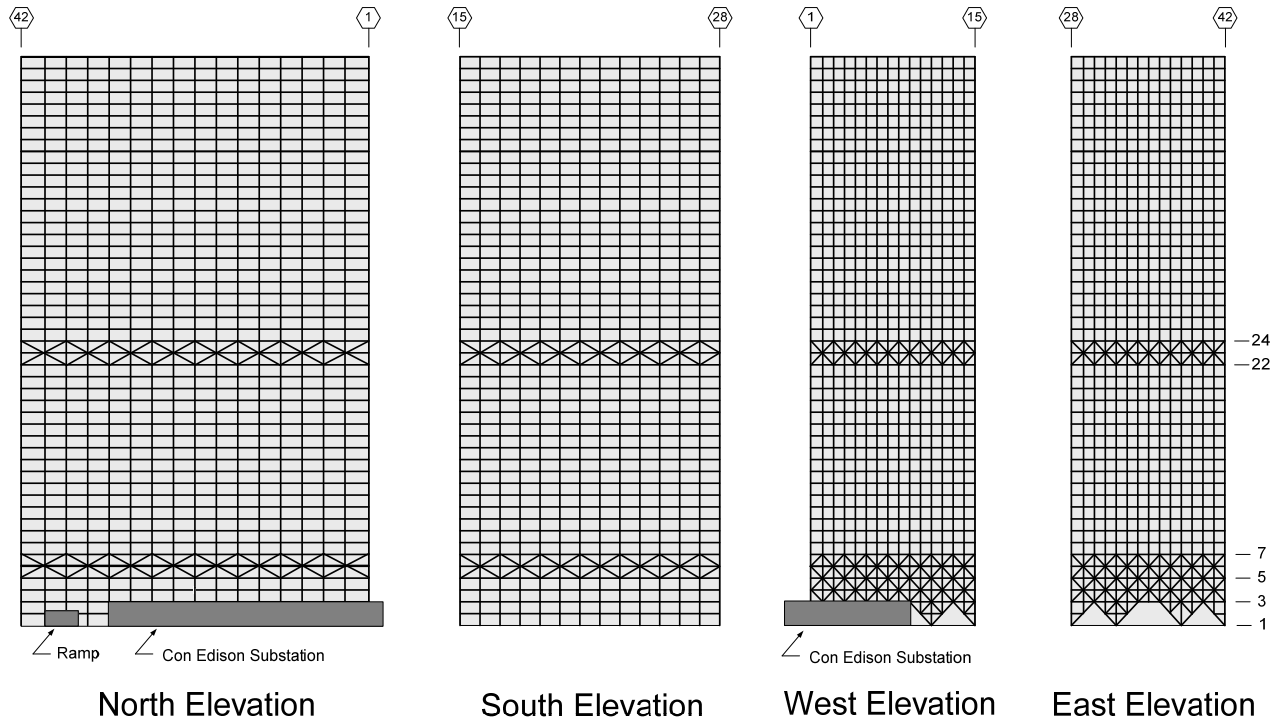 42
1
15
28
1
15
28
42
24
22
7
5
3
1
Ramp
Con Edison Substation
Con Edison Substation
North Elevation
South Elevation
West Elevation
East Elevation